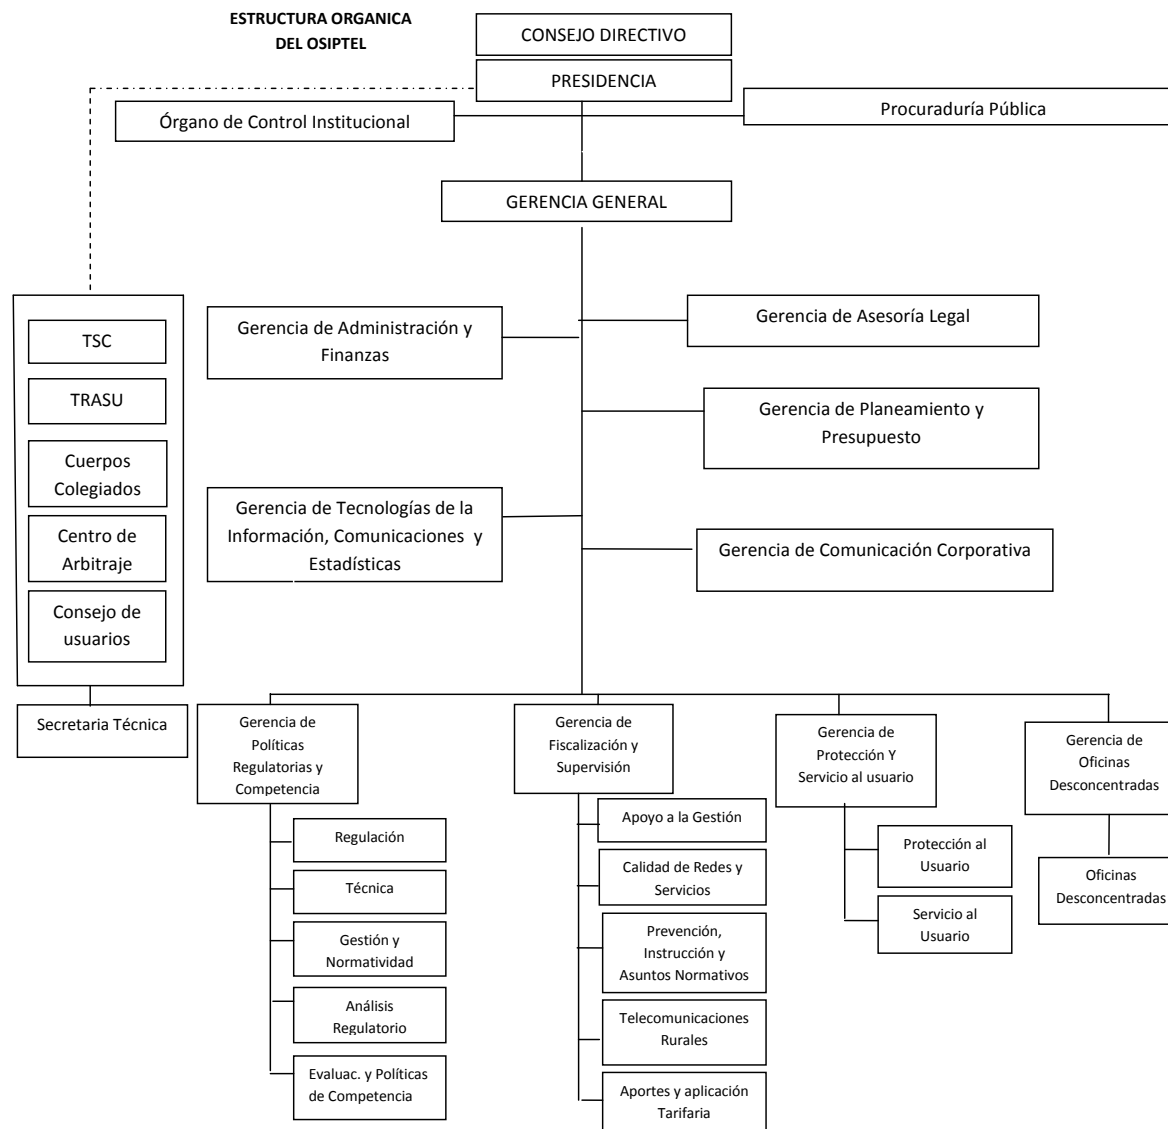 ESTRUCTURA ORGANICA
DEL OSIPTEL
CONSEJO DIRECTIVO
PRESIDENCIA
Órgano de Control Institucional
Procuraduría Pública
GERENCIA GENERAL
TSC
TRASU
Cuerpos
Colegiados
Centro de
Arbitraje
Consejo de
usuarios
Secretaria Técnica
Gerencia de Administración y
Finanzas
Gerencia de Asesoría Legal
Gerencia de Planeamiento y
Presupuesto
Gerencia de Tecnologías de la
Información, Comunicaciones y
Estadísticas
Gerencia de Comunicación Corporativa
Gerencia de
Políticas
Regulatorias y
Competencia
Regulación
Técnica
Gestión y
Normatividad
Análisis
Regulatorio
Evaluac. y Políticas
de Competencia
Gerencia de
Fiscalización y
Supervisión
Apoyo a la Gestión
Calidad de Redes y
Servicios
Prevención,
Instrucción y
Asuntos Normativos
Telecomunicaciones
Rurales
Aportes y aplicación
Tarifaria
Gerencia de
Protección Y
Servicio al usuario
Protección al
Usuario
Servicio al
Usuario
Gerencia de
Oficinas
Desconcentradas
Oficinas
Desconcentradas